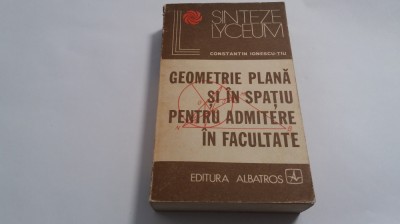 SINTEZE
LYCEUM
CONSTANTIN IONESCU-ȚIU
GEOMETRIE PLANĂ
ȘI ÎN SPAȚIU
PENTRU ADMITERE
ÎN FACULTATE
EDITURA ALBATROS